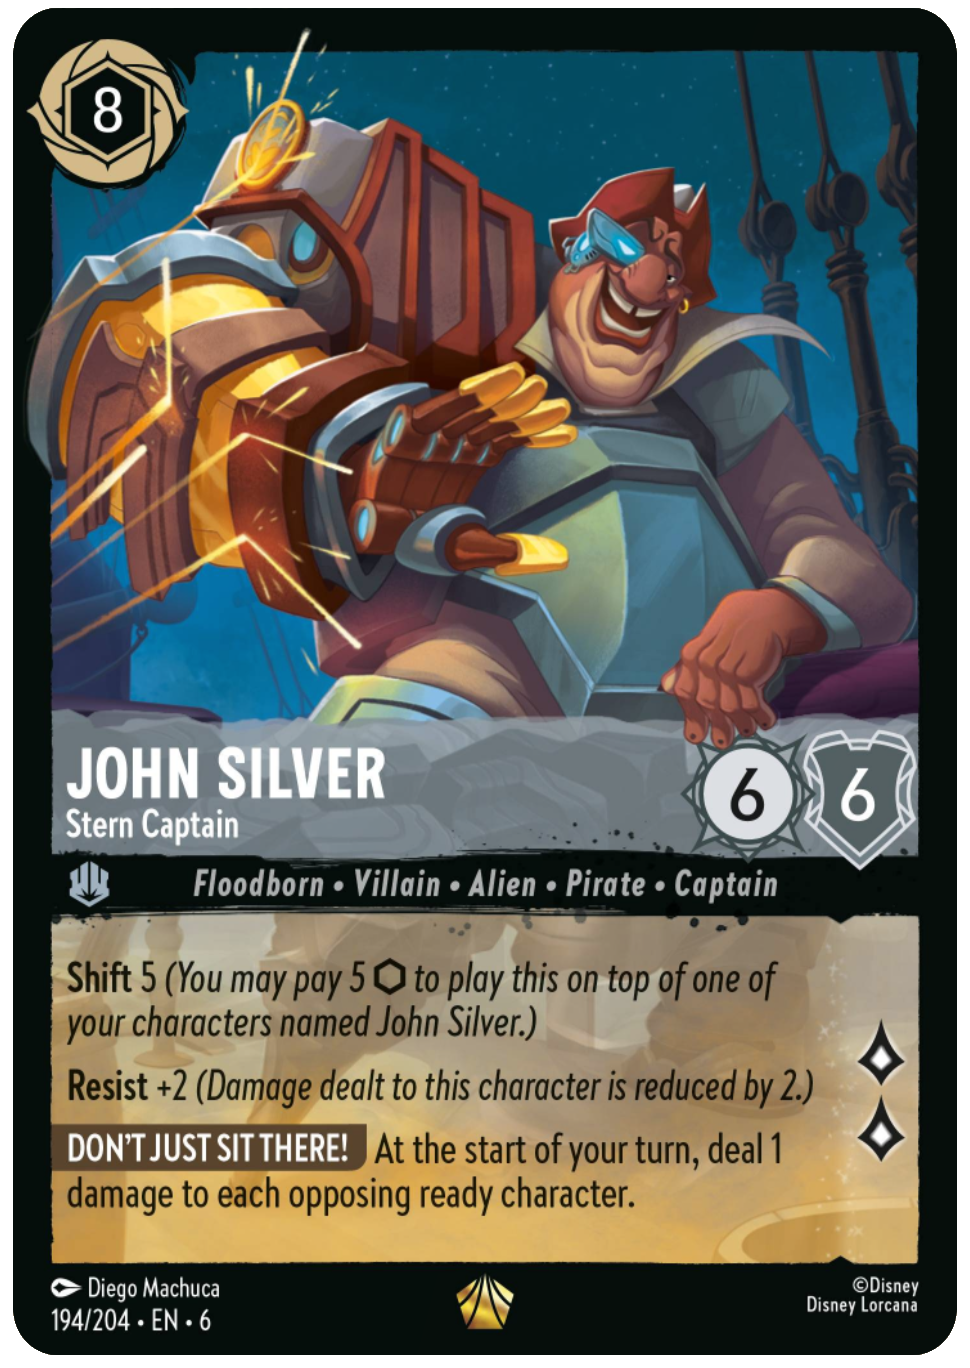 8
JOHN SILVER
Stern Captain
6 6
Floodborn • Villain • Alien • Pirate • Captain
Shift 5 (You may pay 5 ⬡ to play this on top of one of
your characters named John Silver.)
Resist +2 (Damage dealt to this character is reduced by 2.)
DON'T JUST SIT THERE! At the start of your turn, deal 1
damage to each opposing ready character.
Diego Machuca
194/204 • EN • 6
©Disney
Disney Lorcana